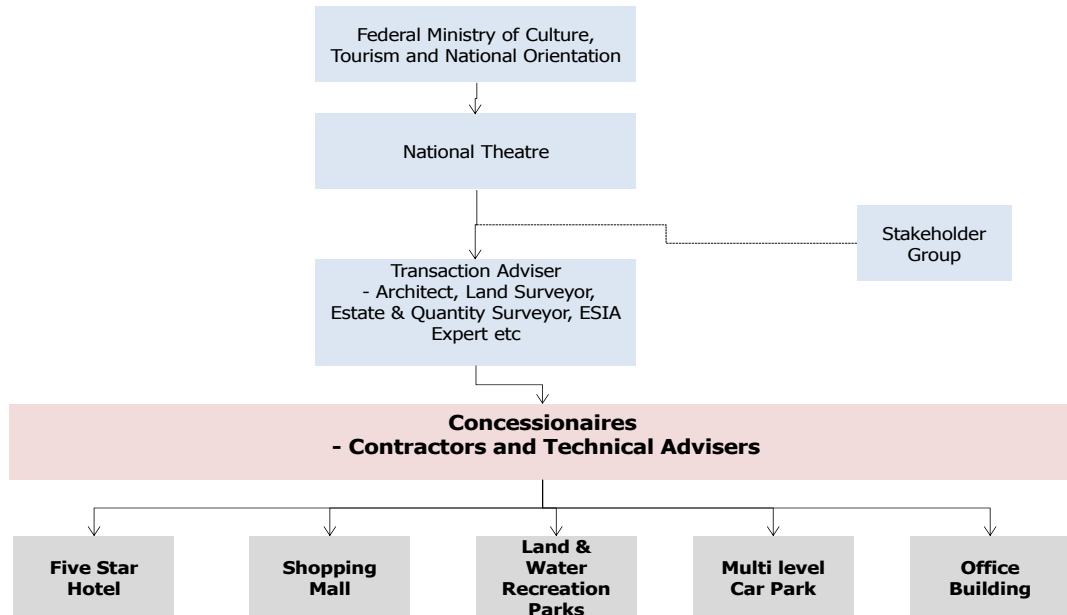 Federal Ministry of Culture,
Tourism and National Orientation
National Theatre
Stakeholder
Group
Transaction Adviser
- Architect, Land Surveyor,
Estate & Quantity Surveyor, ESIA
Expert etc
Concessionaires
- Contractors and Technical Advisers
Five Star
Hotel
Shopping
Mall
Land &
Water
Recreation
Parks
Multi level
Car Park
Office
Building